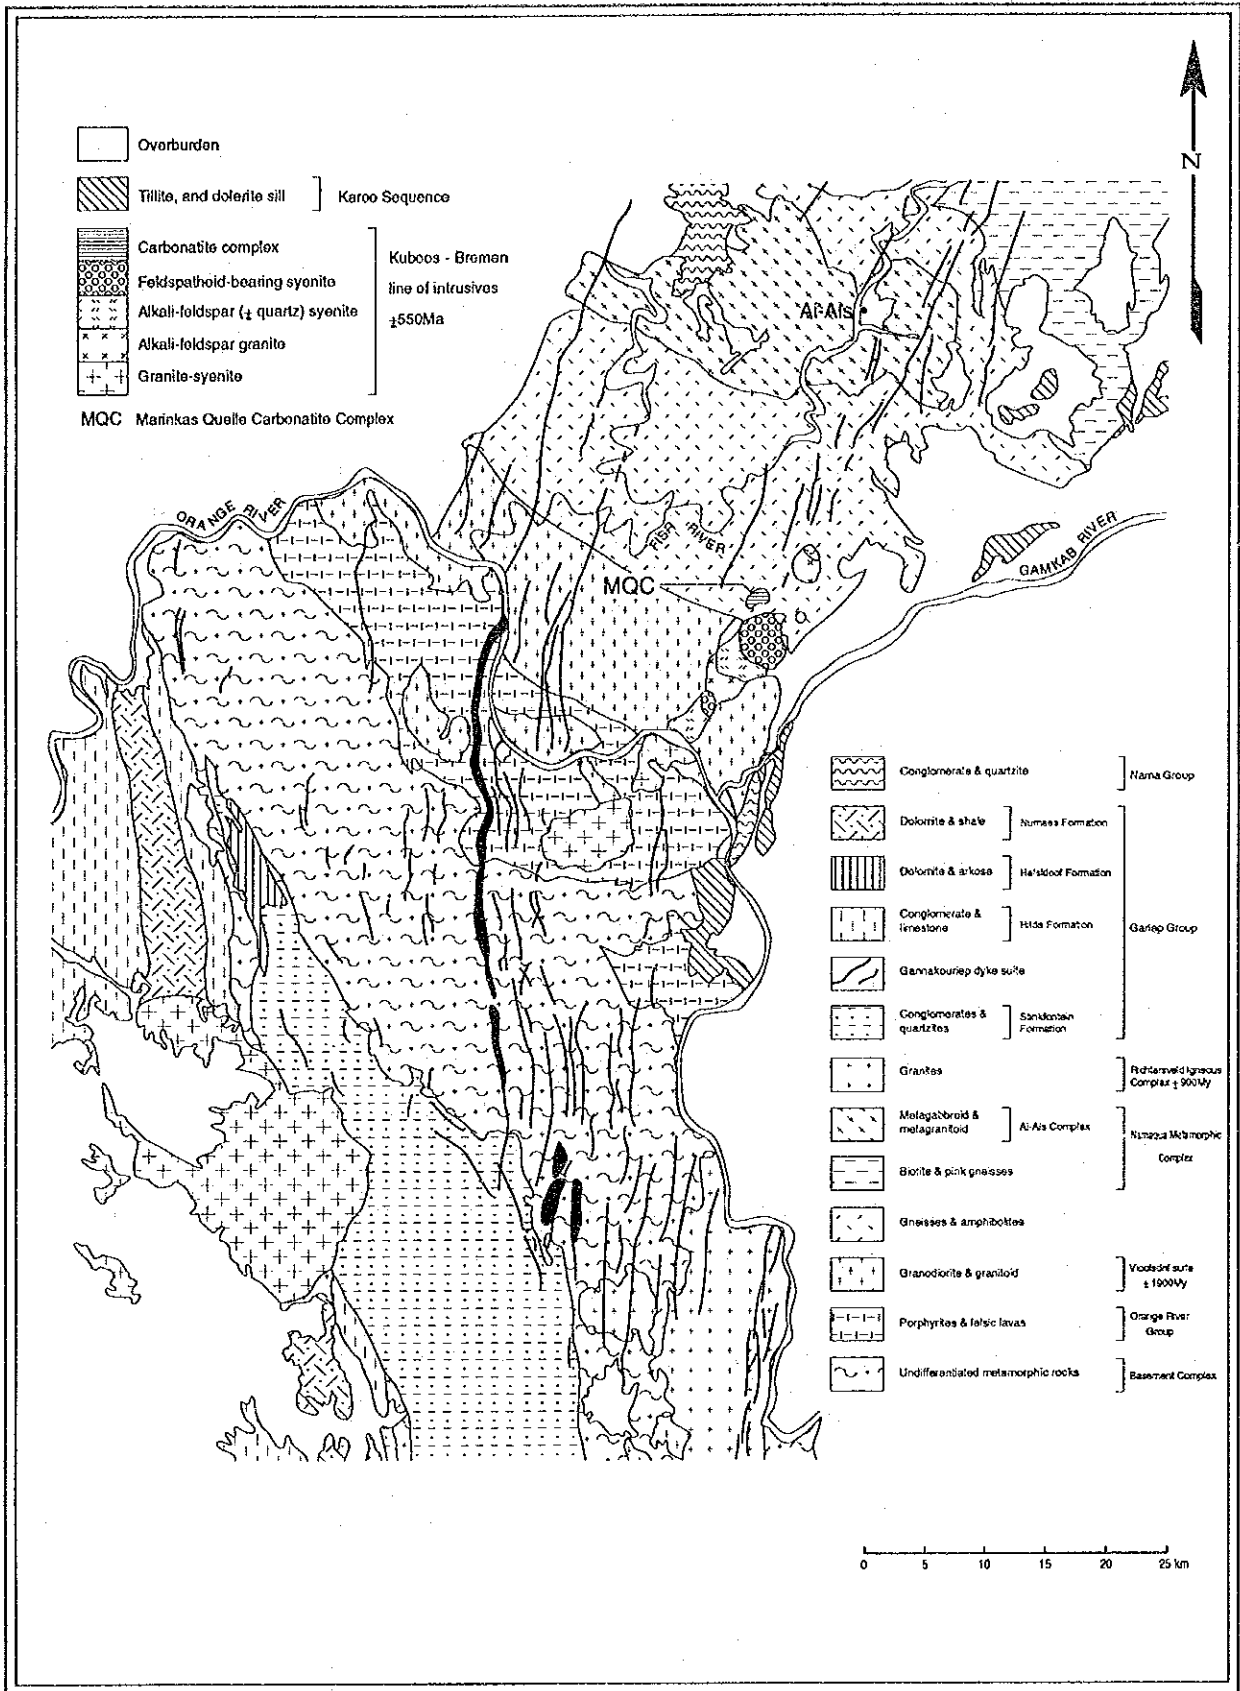 N
Overburden
Tillite, and dolerite sill
Karoo Sequence
Carbonatite complex
Feldspathoid-bearing syenite
Alkali-feldspar (± quartz) syenite
Alkali-feldspar granite
Granite-syenite
Kuboos - Bremen
line of intrusives
±550Ma
MQC Marinkas Quelle Carbonatite Complex
Ai-Ais
ORANGE RIVER
FISH RIVER
GAMKAB RIVER
MQC
Conglomerate & quartzite
Nama Group
Dolomite & shale
Numees Formation
Dolomite & arkose
Formation
Conglomerate &
limestone
Hilda Formation
Gariep Group
Gannakouriep dyke suite
Conglomerates &
quartzites
Formation
Granites
Richtersveld Igneous
Complex ± 900My
Metagabbroid &
metagranitoid
Ai-Ais Complex
Namaqua Metamorphic
Complex
Biotite & pink gneisses
Gneisses & amphibolites
Granodiorite & granitoid
Vioolsdrif suite
± 1900My
Porphyrites & felsic lavas
Orange River
Group
Undifferentiated metamorphic rocks
Basement Complex
0 5 10 15 20 25 km